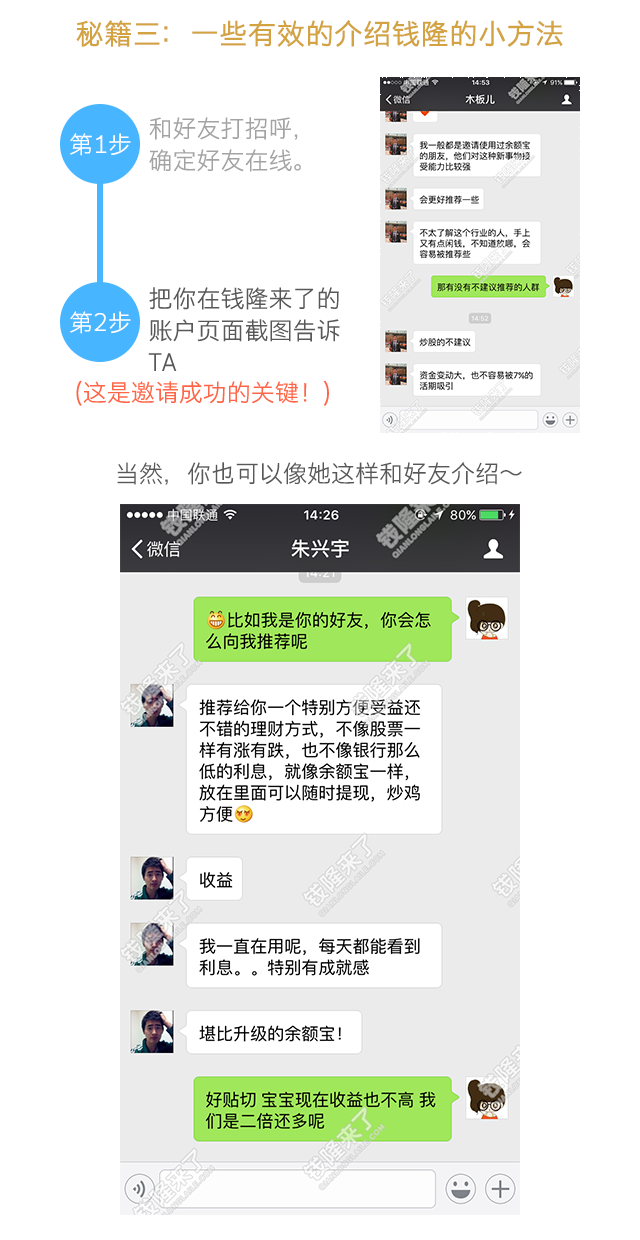 秘籍三：一些有效的介绍钱隆的小方法
第1步
和好友打招呼，
确定好友在线。
第2步
把你在钱隆来了的
账户页面截图告诉
TA
(这是邀请成功的关键！)
中国联通
14:53
91%
微信
木板儿
我一般都是邀请使用过余额宝
的朋友，他们对这种新事物接
受能力比较强
会更好推荐一些
不太了解这个行业的人，手上
又有点闲钱，不知道放哪，会
容易被推荐些
那有没有不建议推荐的人群
14:52
炒股的不建议
资金变动大，也不容易被7%的
活期吸引
当然，你也可以像她这样和好友介绍～
中国联通
14:26
80%
微信
朱兴宇
14:21
😁比如我是你的好友，你会怎
么向我推荐呢
推荐给你一个特别方便受益还
不错的理财方式，不像股票一
样有涨有跌，也不像银行那么
低的利息，就像余额宝一样，
放在里面可以随时提现，炒鸡
方便😍
收益
我一直在用呢，每天都能看到
利息。。特别有成就感
堪比升级的余额宝！
好贴切 宝宝现在收益也不高 我
们是二倍还多呢
钱隆来了
QIANLONGLAILE.COM